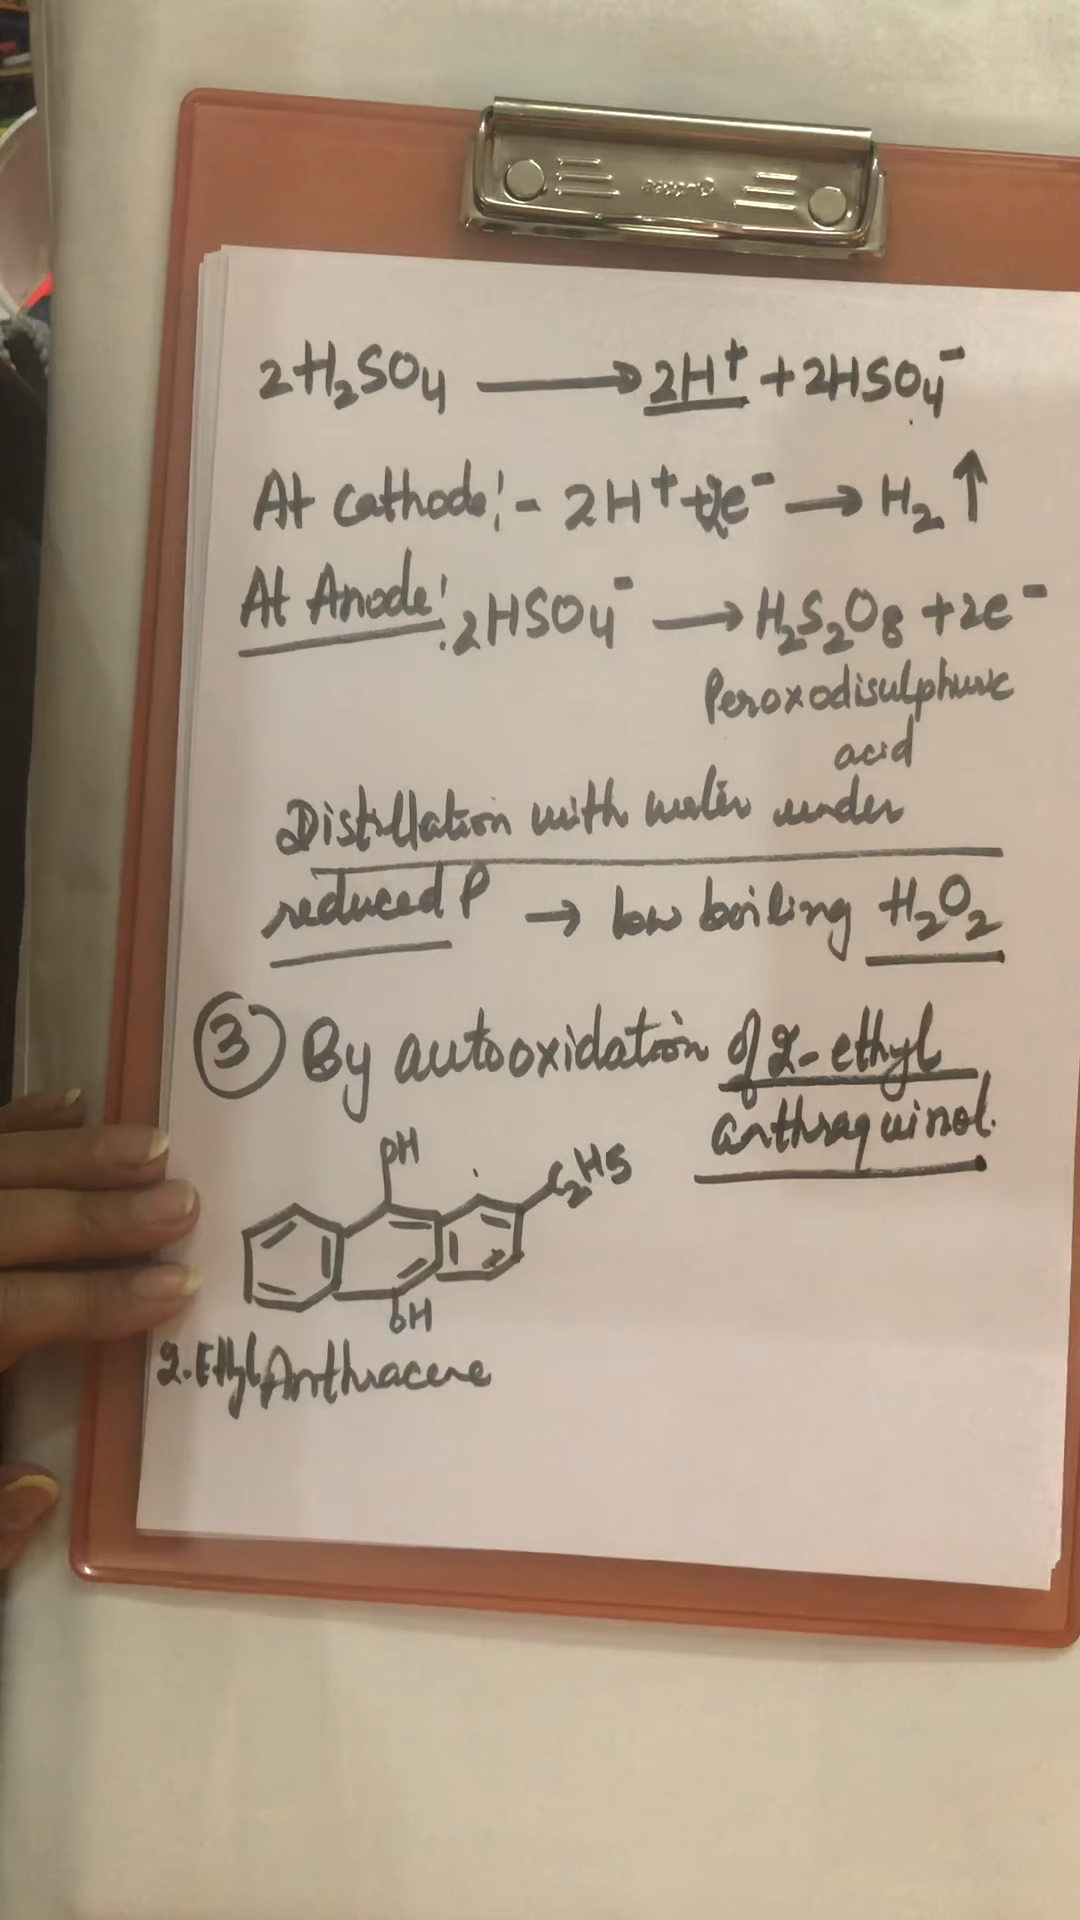 2H₂SO₄ ⟶ 2H⁺ + 2HSO₄⁻
At Cathode:- 2H⁺ + 2e⁻ → H₂ ↑
At Anode: 2HSO₄⁻ → H₂S₂O₈ + 2e⁻
Peroxodisulphuric
acid
Distillation with water under
reduced P → low boiling H₂O₂
③ By autooxidation of 2-ethyl
anthraquinol.
OH
C₂H5
OH
2-Ethyl Anthracene